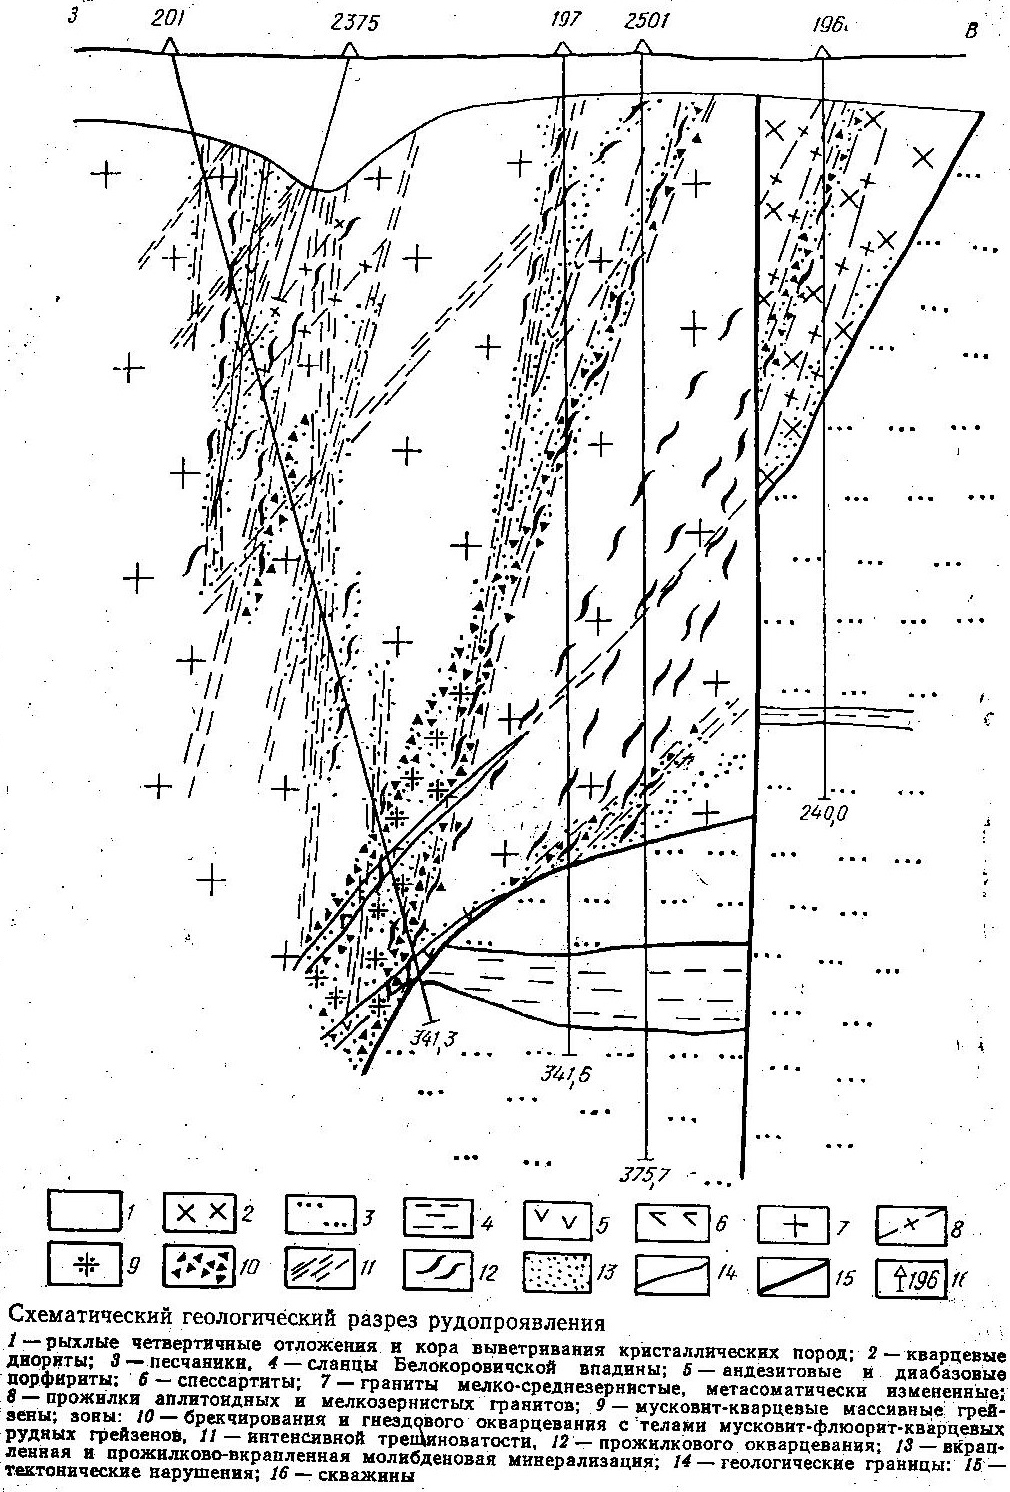 З 201 2375 197 2501 196 В
240,0
341,3
341,6
375,7
1 2 3 4 5 6 7 8
9 10 11 12 13 14 15 196 16
Схематический геологический разрез рудопроявления
1 — рыхлые четвертичные отложения и кора выветривания кристаллических пород; 2 — кварцевые
диориты; 3 — песчаники, 4 — сланцы Белокоровичской впадины; 5 — андезитовые и диабазовые
порфириты; 6 — спессартиты; 7 — граниты мелко-среднезернистые, метасоматически измененные;
8 — прожилки аплитоидных и мелкозернистых гранитов; 9 — мусковит-кварцевые массивные грей-
зены; зоны: 10 — брекчирования и гнездового окварцевания с телами мусковит-флюорит-кварцевых
рудных грейзенов, 11 — интенсивной трещиноватости, 12 — прожилкового окварцевания; 13 — вкрап-
ленная и прожилково-вкрапленная молибденовая минерализация; 14 — геологические границы: 15 —
тектонические нарушения; 16 — скважины